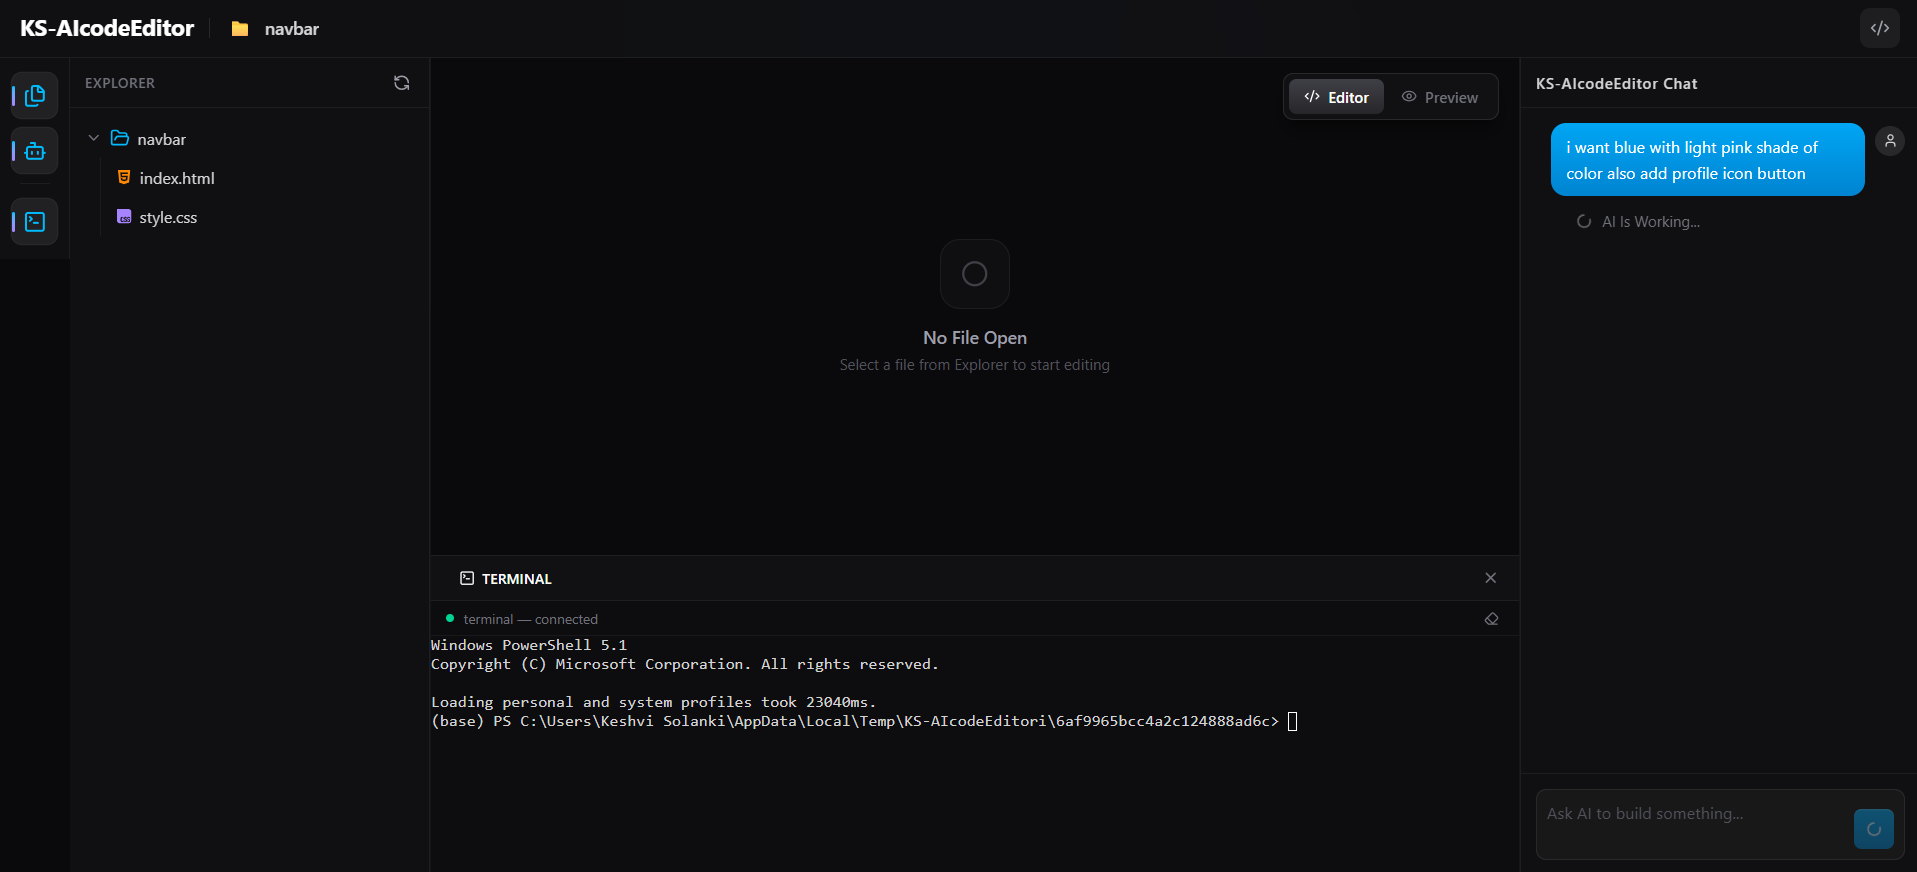 KS-AIcodeEditor
navbar
EXPLORER
navbar
index.html
style.css
Editor
Preview
No File Open
Select a file from Explorer to start editing
TERMINAL
terminal — connected
Windows PowerShell 5.1
Copyright (C) Microsoft Corporation. All rights reserved.
Loading personal and system profiles took 23040ms.
(base) PS C:\Users\Keshvi Solanki\AppData\Local\Temp\KS-AIcodeEditori\6af9965bcc4a2c124888ad6c>
KS-AIcodeEditor Chat
i want blue with light pink shade of
color also add profile icon button
AI Is Working...
Ask AI to build something...